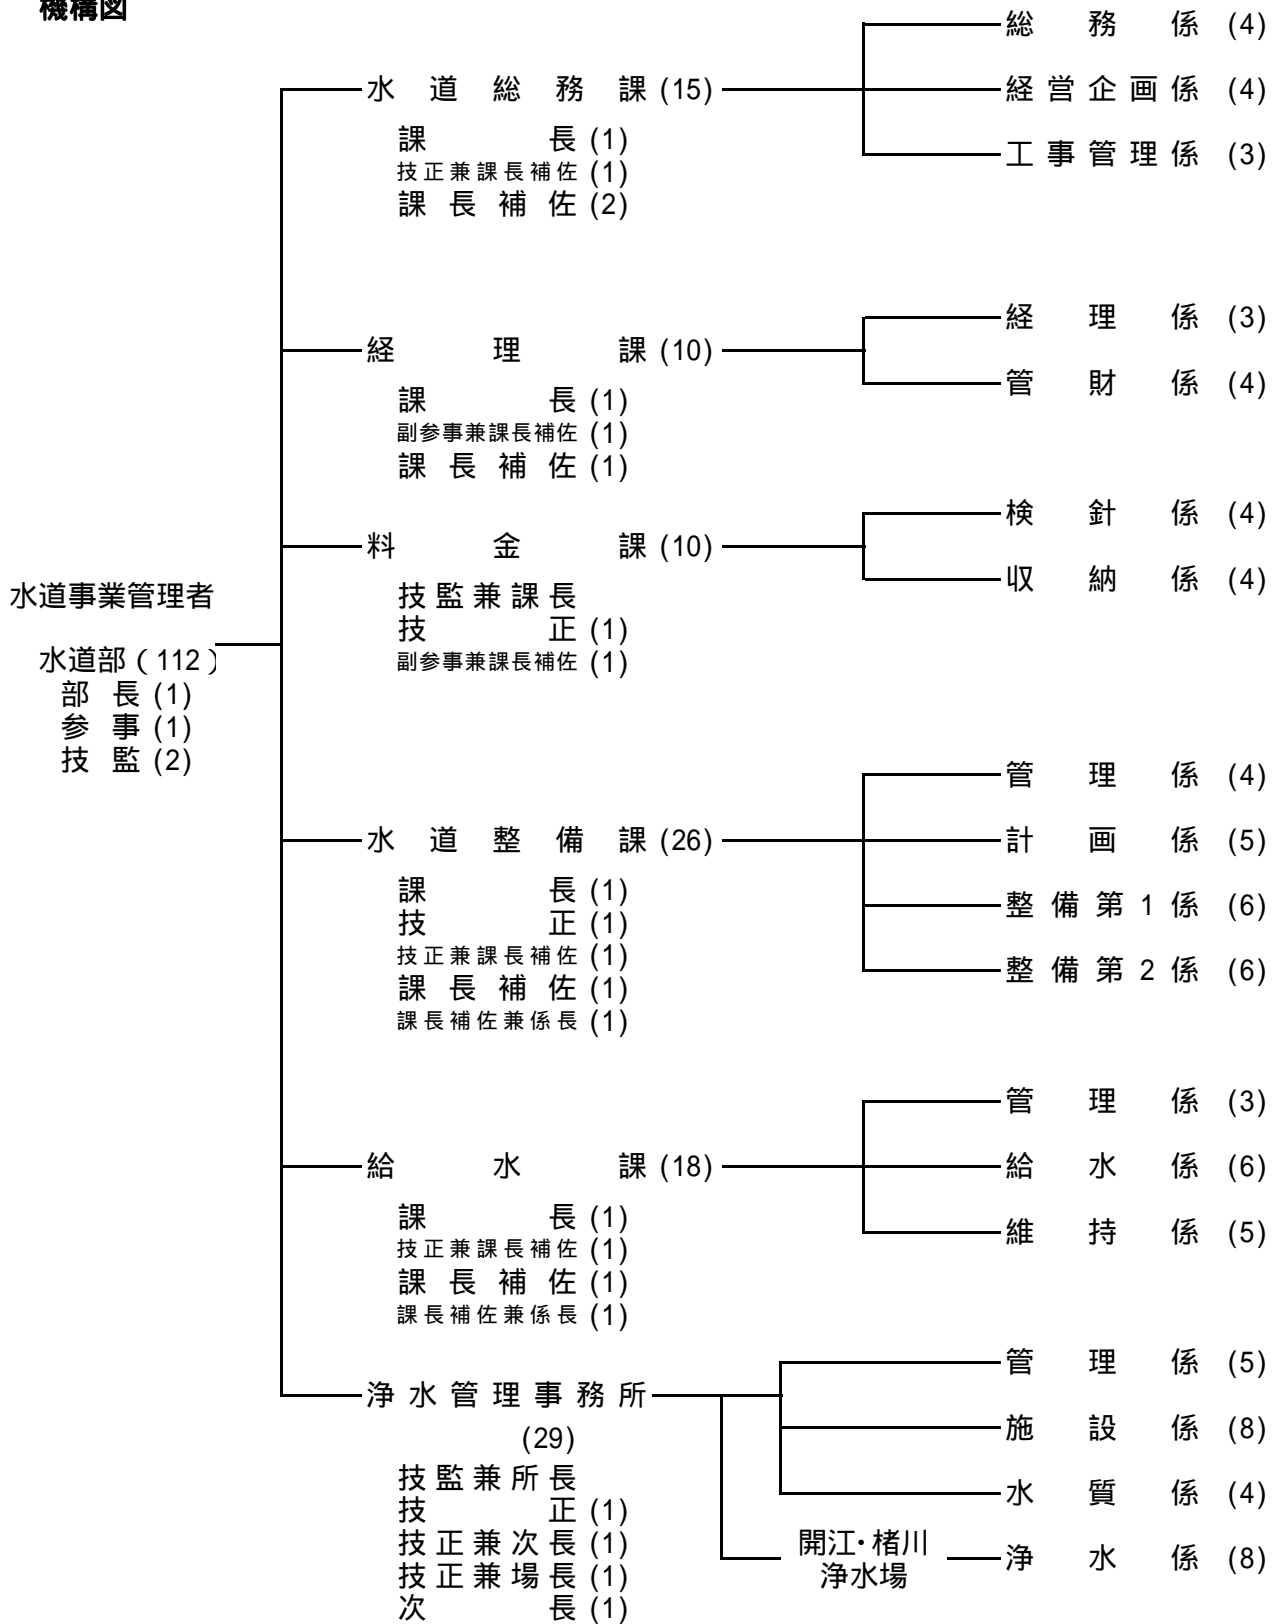 機構図
水道事業管理者
水道部(112)
部長(1)
参事(1)
技監(2)
水道総務課(15)
課長(1)
技正兼課長補佐(1)
課長補佐(2)
総務係(4)
経営企画係(4)
工事管理係(3)
経理課(10)
課長(1)
副参事兼課長補佐(1)
課長補佐(1)
経理係(3)
管財係(4)
料金課(10)
技監兼課長
技正(1)
副参事兼課長補佐(1)
検針係(4)
収納係(4)
水道整備課(26)
課長(1)
技正(1)
技正兼課長補佐(1)
課長補佐(1)
課長補佐兼係長(1)
管理係(4)
計画係(5)
整備第1係(6)
整備第2係(6)
給水課(18)
課長(1)
技正兼課長補佐(1)
課長補佐(1)
課長補佐兼係長(1)
管理係(3)
給水係(6)
維持係(5)
浄水管理事務所
(29)
技監兼所長
技正(1)
技正兼次長(1)
技正兼場長(1)
次長(1)
管理係(5)
施設係(8)
水質係(4)
開江・楮川
浄水場
浄水係(8)